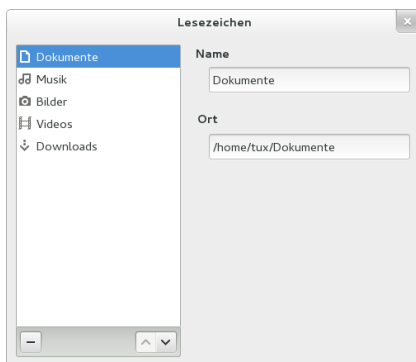 Lesezeichen
Dokumente
Musik
Bilder
Videos
Downloads
Name
Dokumente
Ort
/home/tux/Dokumente